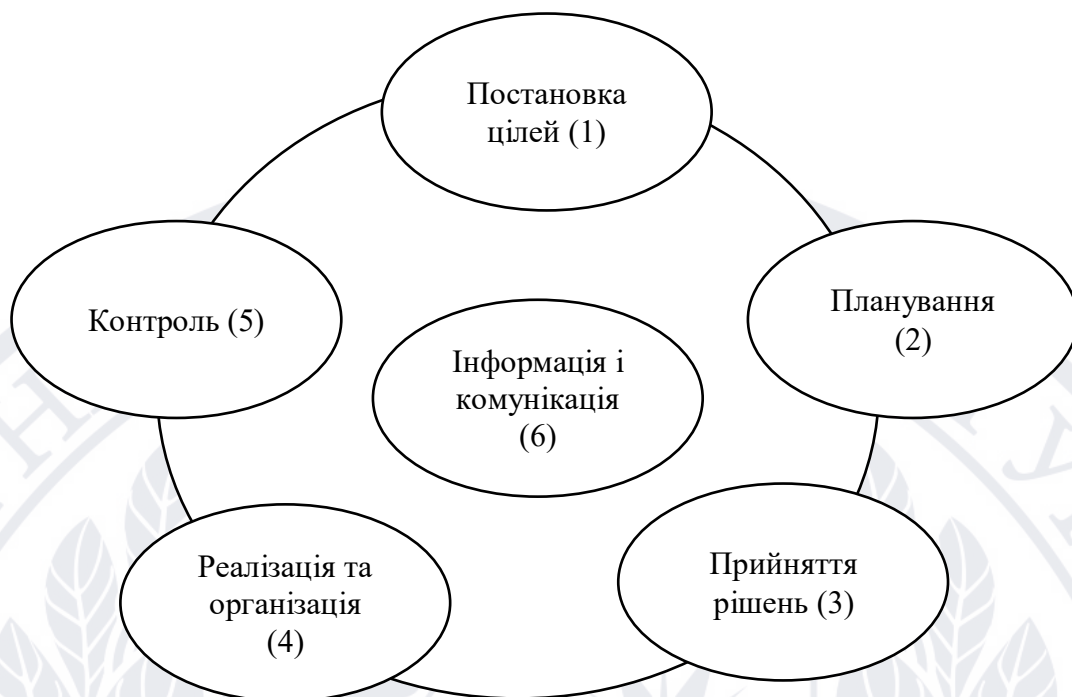 Постановка
цілей (1)
Планування
(2)
Контроль (5)
Інформація і
комунікація
(6)
Прийняття
рішень (3)
Реалізація та
організація
(4)